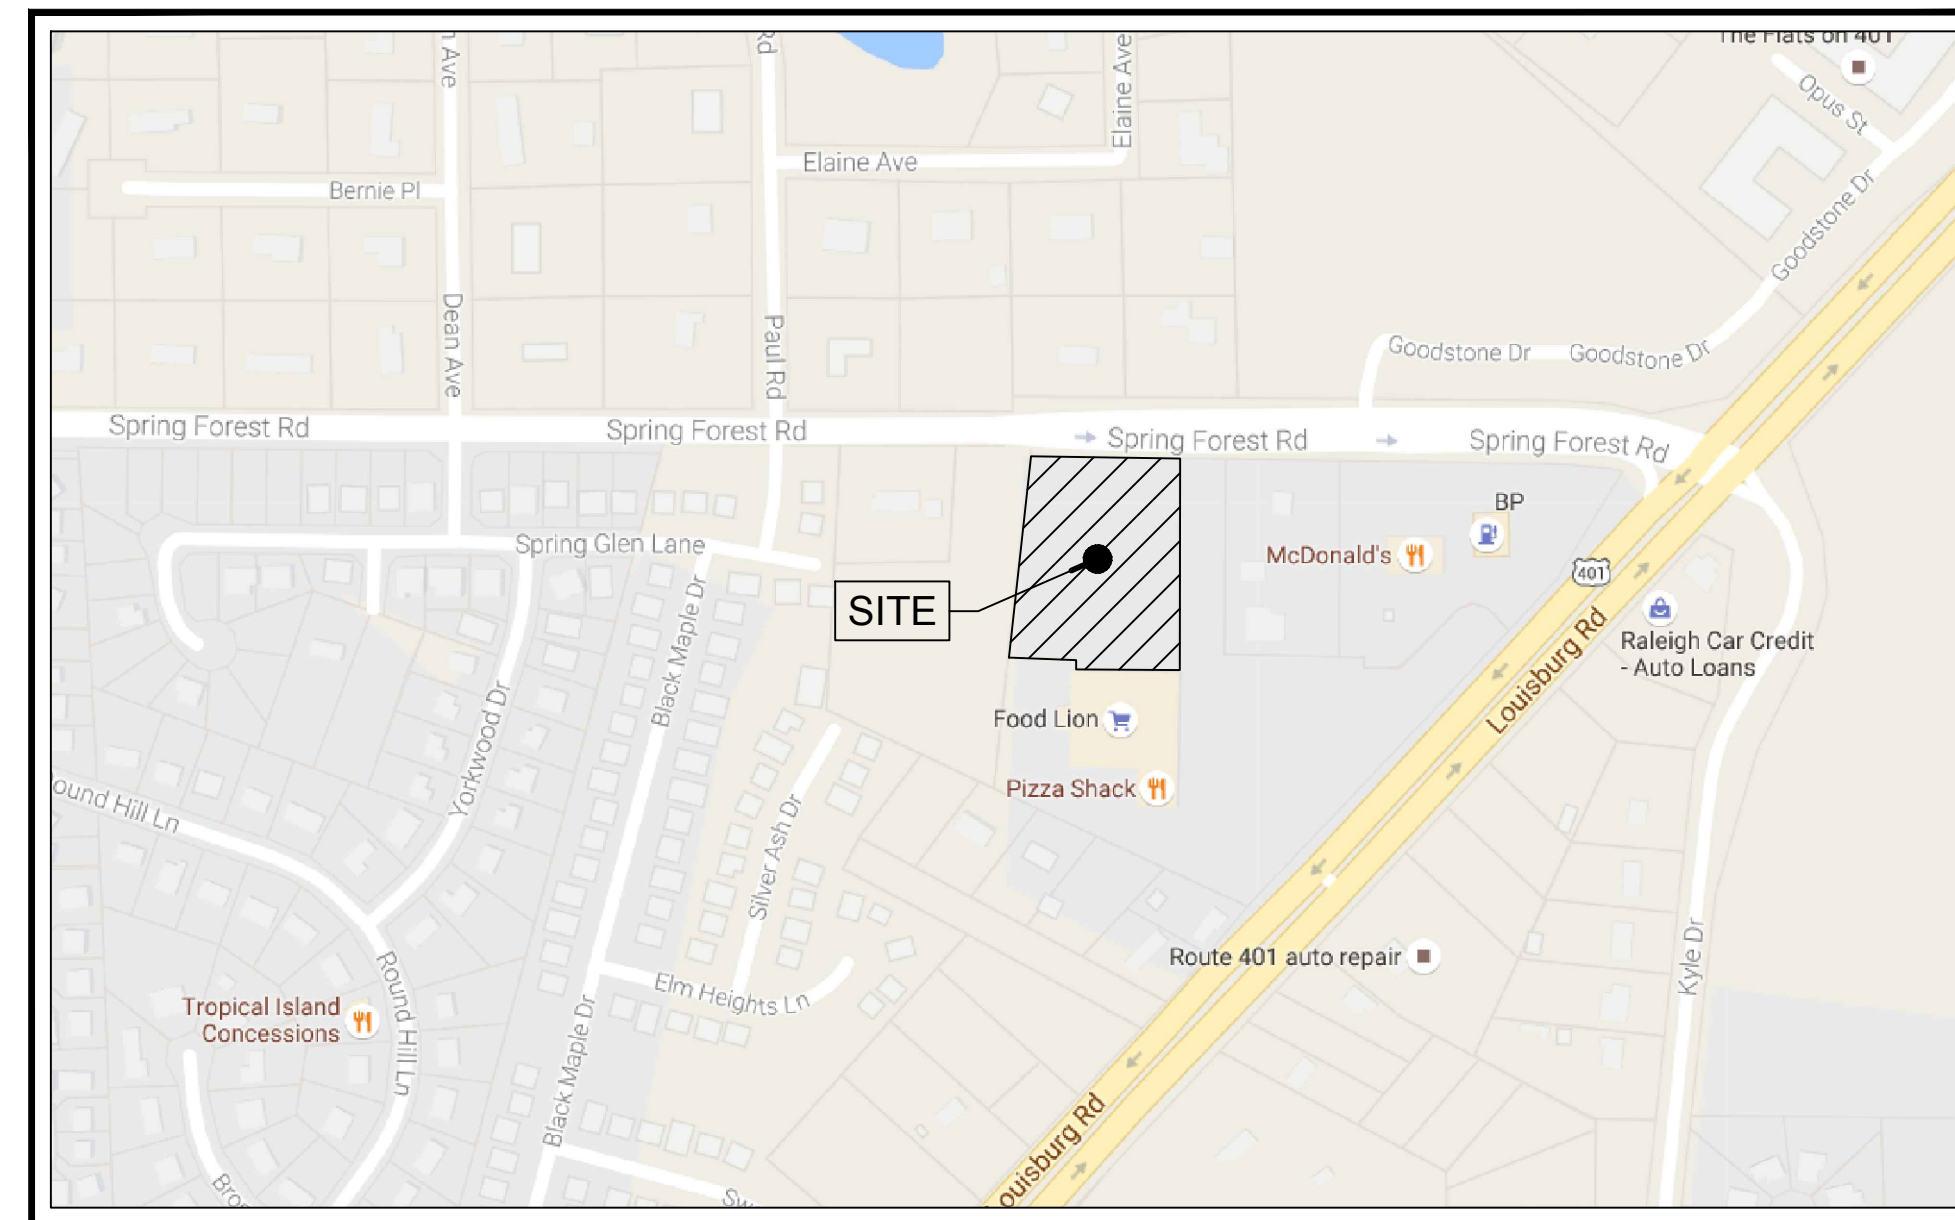 The Flats on 401
Opus St
Ave
Rd
Elaine Ave
Elaine Ave
Bernie Pl
Goodstone Dr
Dean Ave
Paul Rd
Goodstone Dr
Goodstone Dr
Spring Forest Rd
Spring Forest Rd
Spring Forest Rd
Spring Forest Rd
BP
Spring Glen Lane
McDonald's
401
SITE
Black Maple Dr
Louisburg Rd
Raleigh Car Credit
- Auto Loans
Yorkwood Dr
Food Lion
Pizza Shack
ound Hill Ln
Silver Ash Dr
Route 401 auto repair
Kyle Dr
Elm Heights Ln
Round Hill Ln
Tropical Island
Concessions
Black Maple Dr
ouisburg Rd
Bro
Sw